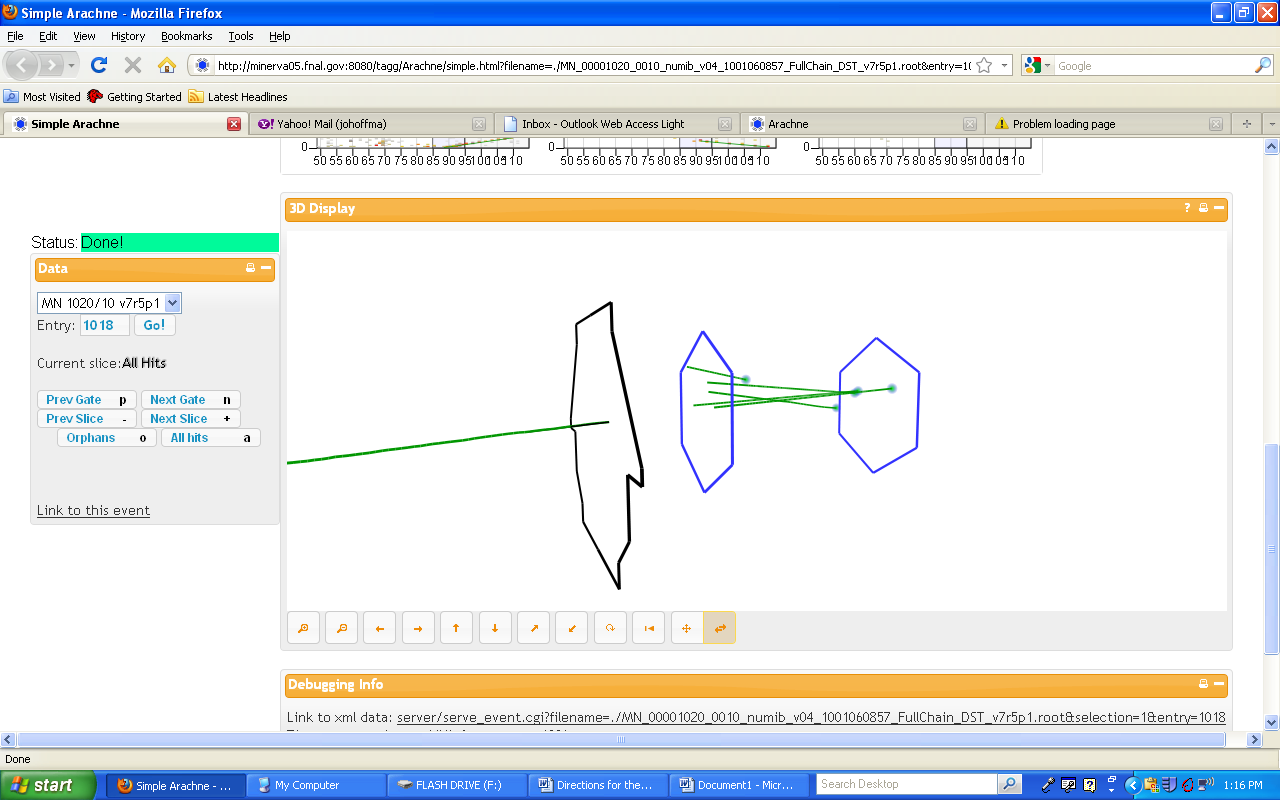 Simple Arachne - Mozilla Firefox
File Edit View History Bookmarks Tools Help
http://minerva05.fnal.gov:8080/tagg/Arachne/simple.html?filename=./MN_00001020_0010_numib_v04_1001060857_FullChain_DST_v7r5p1.root&entry=10
Google
Most Visited Getting Started Latest Headlines
Simple Arachne Yahoo! Mail (johoffma) Inbox - Outlook Web Access Light Arachne Problem loading page
0 0 0
50 55 60 65 70 75 80 85 90 95 100 105 110 50 55 60 65 70 75 80 85 90 95 100 105 110 50 55 60 65 70 75 80 85 90 95 100 105 110
3D Display ?
Status: Done!
Data
MN 1020/10 v7r5p1
Entry: 1018 Go!
Current slice: All Hits
Prev Gate p Next Gate n
Prev Slice - Next Slice +
Orphans o All hits a
Link to this event
Debugging Info
Link to xml data: server/serve_event.cgi?filename=./MN_00001020_0010_numib_v04_1001060857_FullChain_DST_v7r5p1.root&selection=1&entry=1018
Done
start Simple Arachne - ... My Computer FLASH DRIVE (F:) Directions for the... Document1 - Micr... Search Desktop 1:16 PM